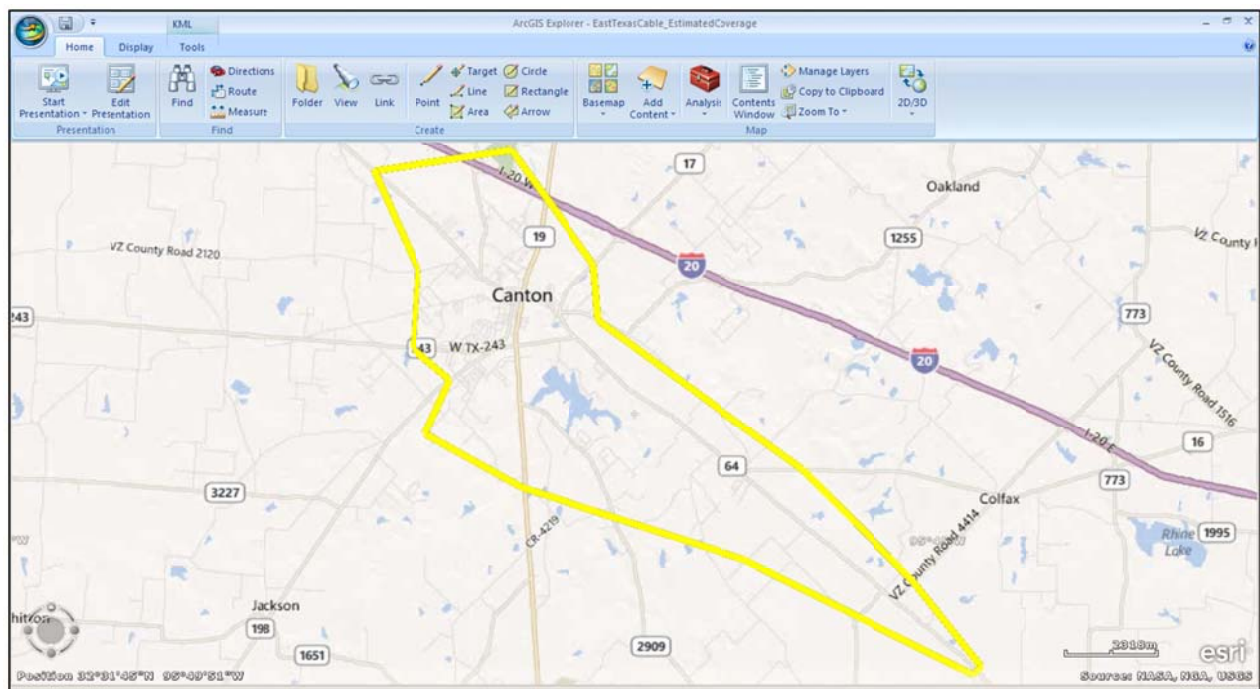 KML
ArcGIS Explorer - EastTexasCable_EstimatedCoverage
Home Display Tools
Start Presentation
Edit Presentation
Presentation
Find
Directions
Route
Measure
Find
Folder
View
Link
Point
Target
Line
Area
Circle
Rectangle
Arrow
Create
Basemap
Add Content
Analysis
Contents Window
Manage Layers
Copy to Clipboard
Zoom To
2D/3D
Map
I-20 W
17
Oakland
VZ County Road 2120
19
1255
VZ County
20
Canton
243
773
43
W TX-243
20
VZ County Road 1516
I-20 E
16
64
3227
773
Colfax
CR-4219
VZ County Road 4414
Rhine Lake
1995
Jackson
198
1651
2909
2318m
esri
Position 32°31'45"N 95°49'51"W
Sources: NASA, NGA, USGS